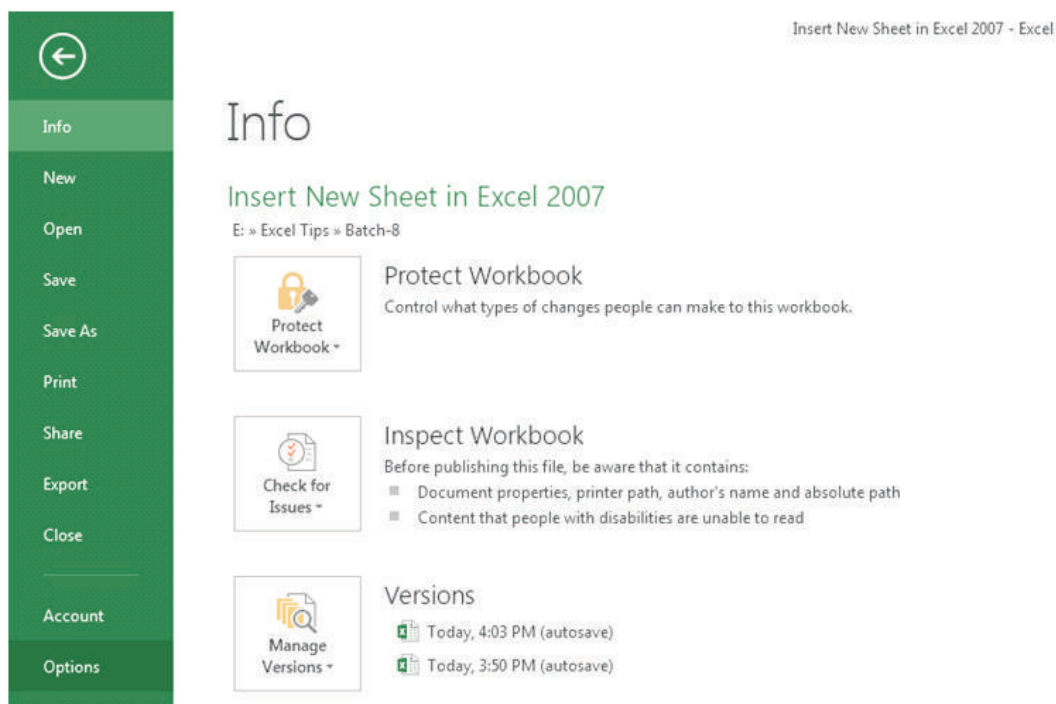 Insert New Sheet in Excel 2007 - Excel
Info
New
Open
Save
Save As
Print
Share
Export
Close
Account
Options
Info
Insert New Sheet in Excel 2007
E: » Excel Tips » Batch-8
Protect
Workbook
Protect Workbook
Control what types of changes people can make to this workbook.
Check for
Issues
Inspect Workbook
Before publishing this file, be aware that it contains:
Document properties, printer path, author's name and absolute path
Content that people with disabilities are unable to read
Manage
Versions
Versions
Today, 4:03 PM (autosave)
Today, 3:50 PM (autosave)